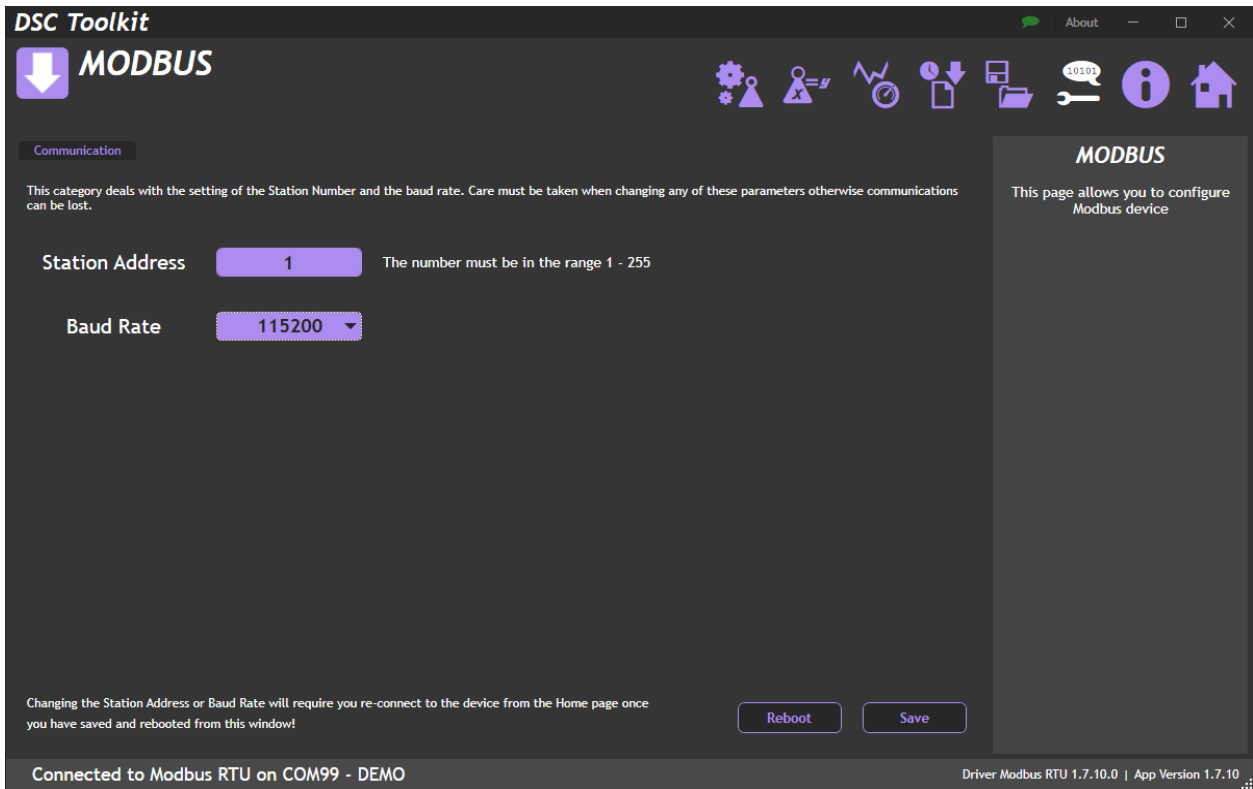 DSC Toolkit
About
MODBUS
x=y
10101
Communication
This category deals with the setting of the Station Number and the baud rate. Care must be taken when changing any of these parameters otherwise communications
can be lost.
Station Address
1
The number must be in the range 1 - 255
Baud Rate
115200
Changing the Station Address or Baud Rate will require you re-connect to the device from the Home page once
you have saved and rebooted from this window!
Reboot
Save
MODBUS
This page allows you to configure
Modbus device
Connected to Modbus RTU on COM99 - DEMO
Driver Modbus RTU 1.7.10.0 | App Version 1.7.10